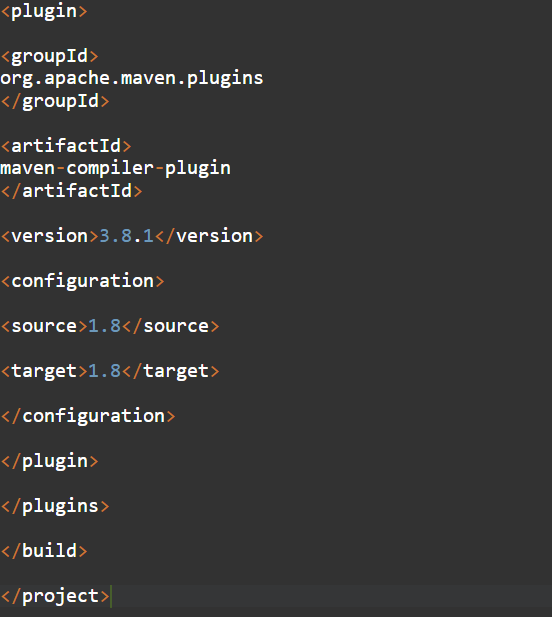 <plugin>
<groupId>
org.apache.maven.plugins
</groupId>
<artifactId>
maven-compiler-plugin
</artifactId>
<version>3.8.1</version>
<configuration>
<source>1.8</source>
<target>1.8</target>
</configuration>
</plugin>
</plugins>
</build>
</project>